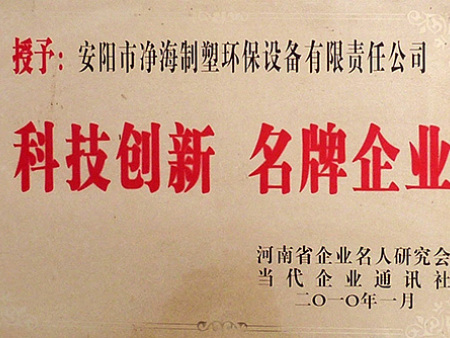 授予：安阳市净海制塑环保设备有限责任公司
科技创新 名牌企业
河南省企业名人研究会
当代企业通讯社
二〇一〇年一月